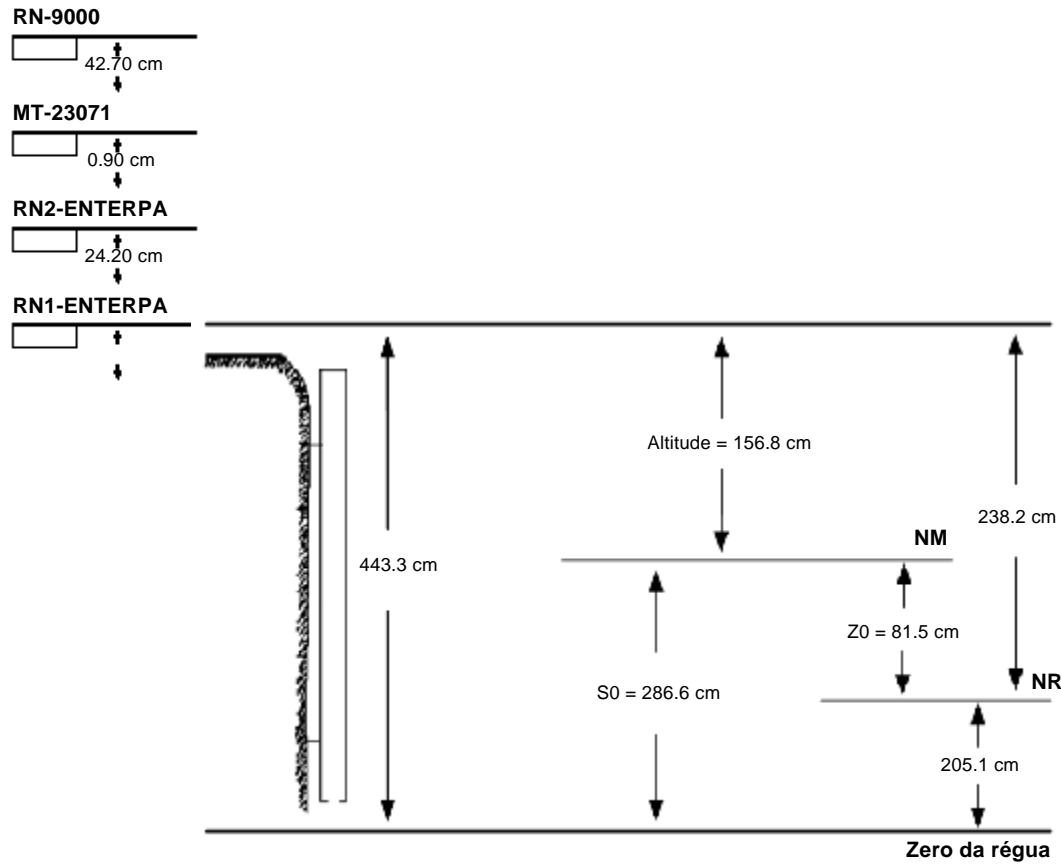 RN-9000
42.70 cm
MT-23071
0.90 cm
RN2-ENTERPA
24.20 cm
RN1-ENTERPA
Altitude = 156.8 cm
238.2 cm
NM
443.3 cm
Z0 = 81.5 cm
NR
S0 = 286.6 cm
205.1 cm
Zero da régua